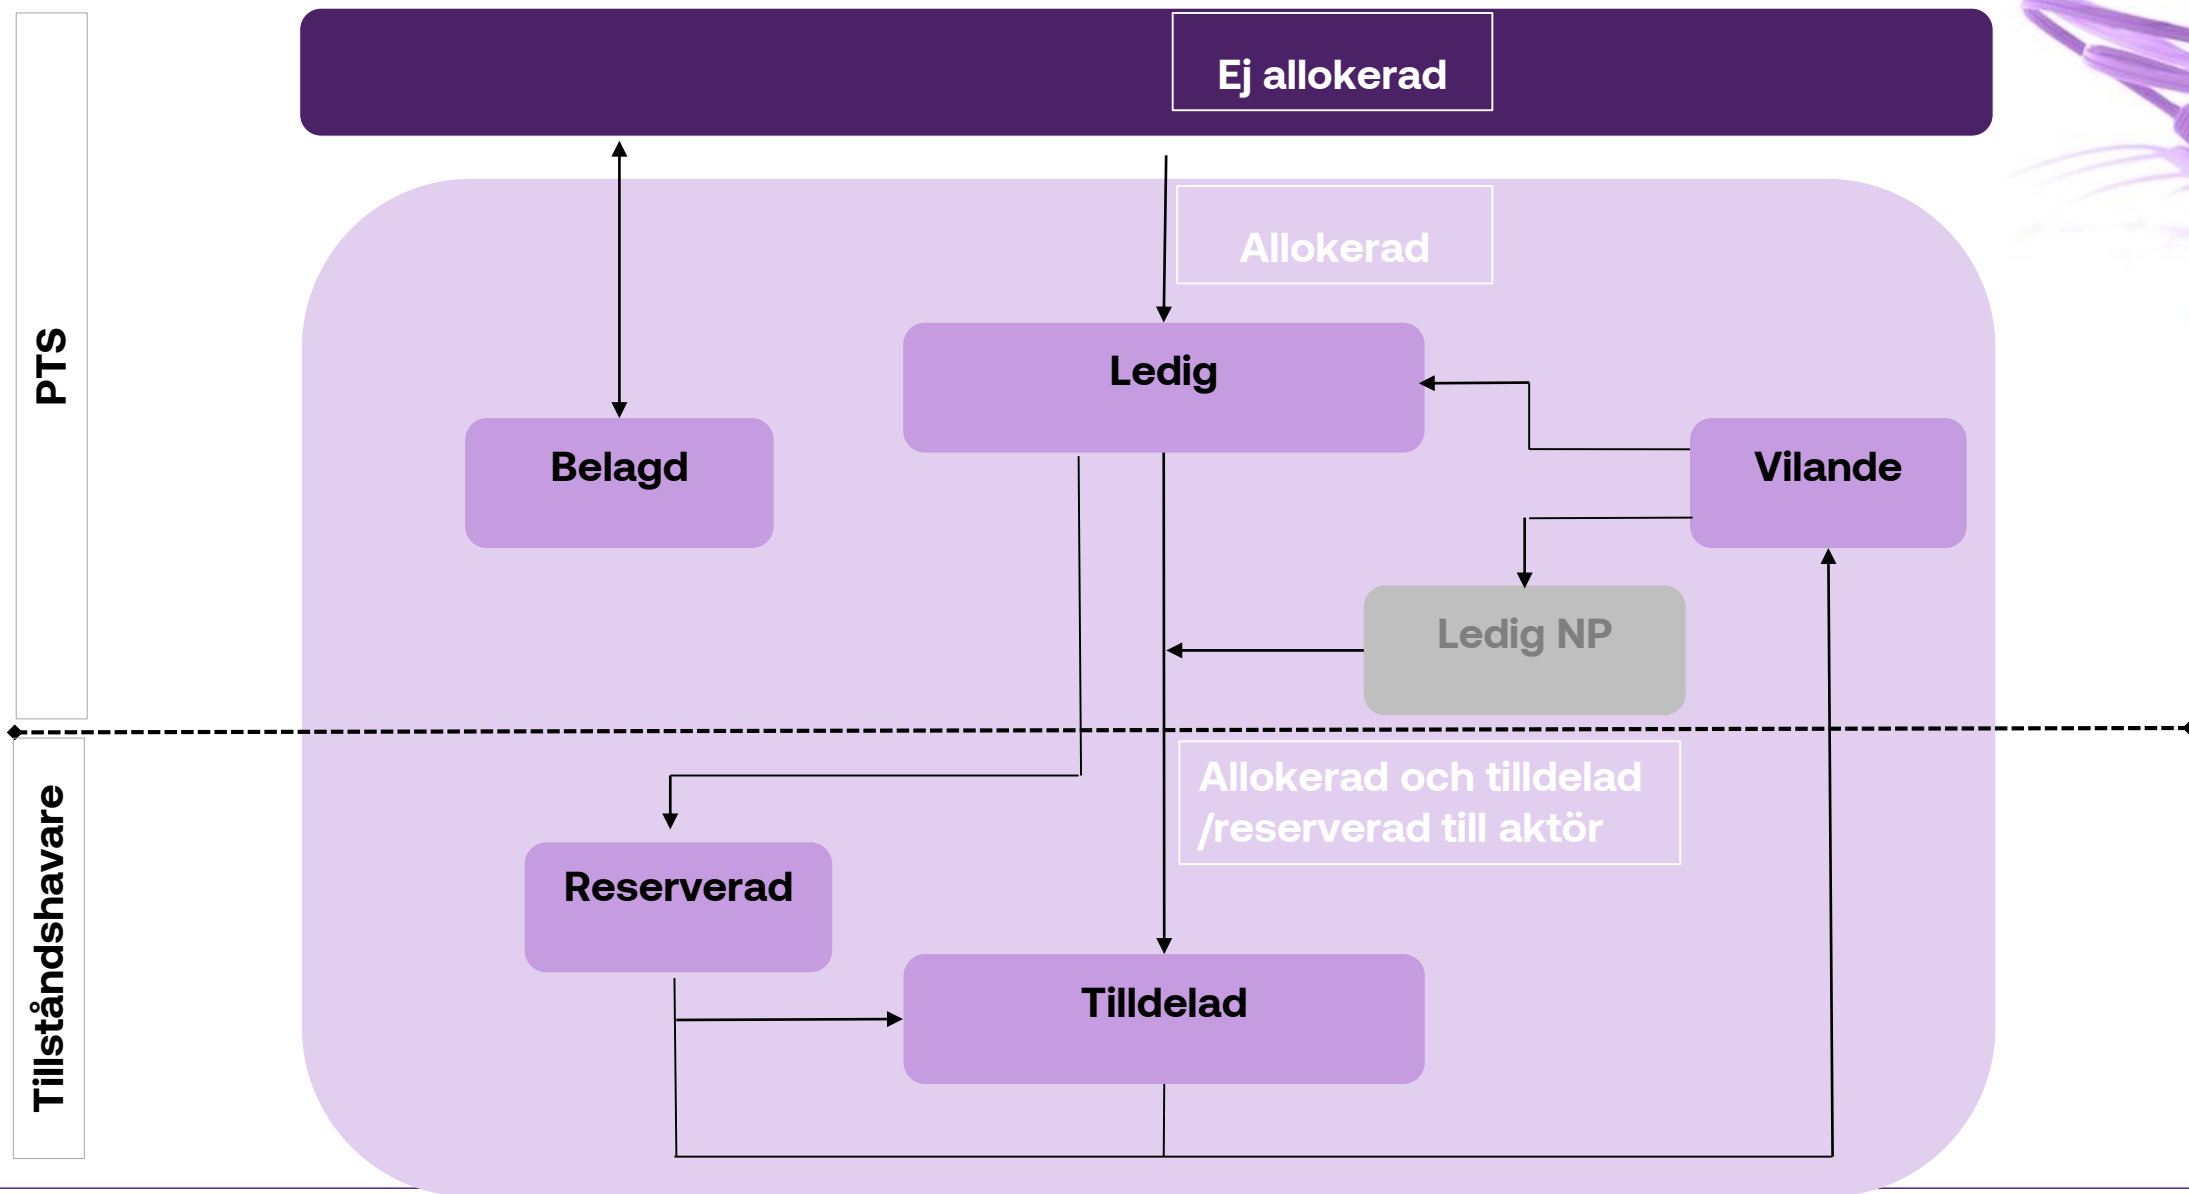 Ej allokerad
PTS
Allokerad
Ledig
Belagd
Vilande
Ledig NP
Tillståndshavare
Allokerad och tilldelad
/reserverad till aktör
Reserverad
Tilldelad